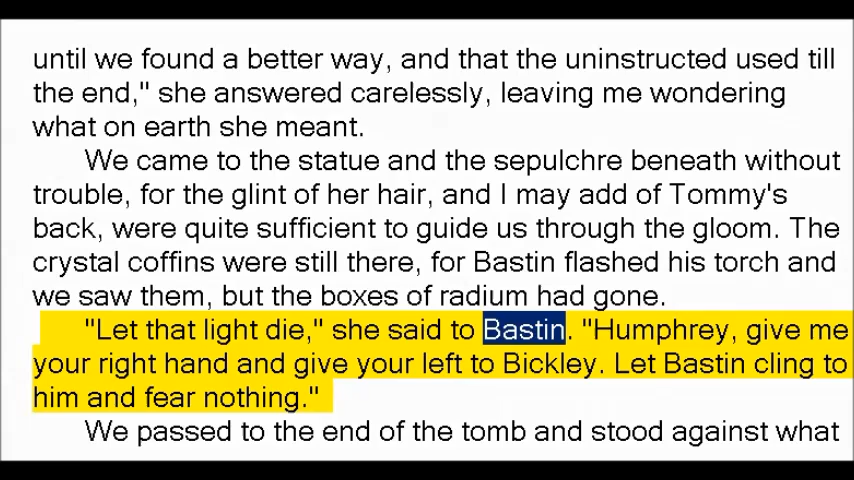 until we found a better way, and that the uninstructed used till
the end," she answered carelessly, leaving me wondering
what on earth she meant.
We came to the statue and the sepulchre beneath without
trouble, for the glint of her hair, and I may add of Tommy's
back, were quite sufficient to guide us through the gloom. The
crystal coffins were still there, for Bastin flashed his torch and
we saw them, but the boxes of radium had gone.
"Let that light die," she said to Bastin. "Humphrey, give me
your right hand and give your left to Bickley. Let Bastin cling to
him and fear nothing."
We passed to the end of the tomb and stood against what